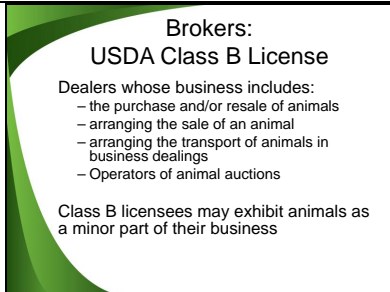 Brokers:
USDA Class B License
Dealers whose business includes:
– the purchase and/or resale of animals
– arranging the sale of an animal
– arranging the transport of animals in
business dealings
– Operators of animal auctions
Class B licensees may exhibit animals as
a minor part of their business